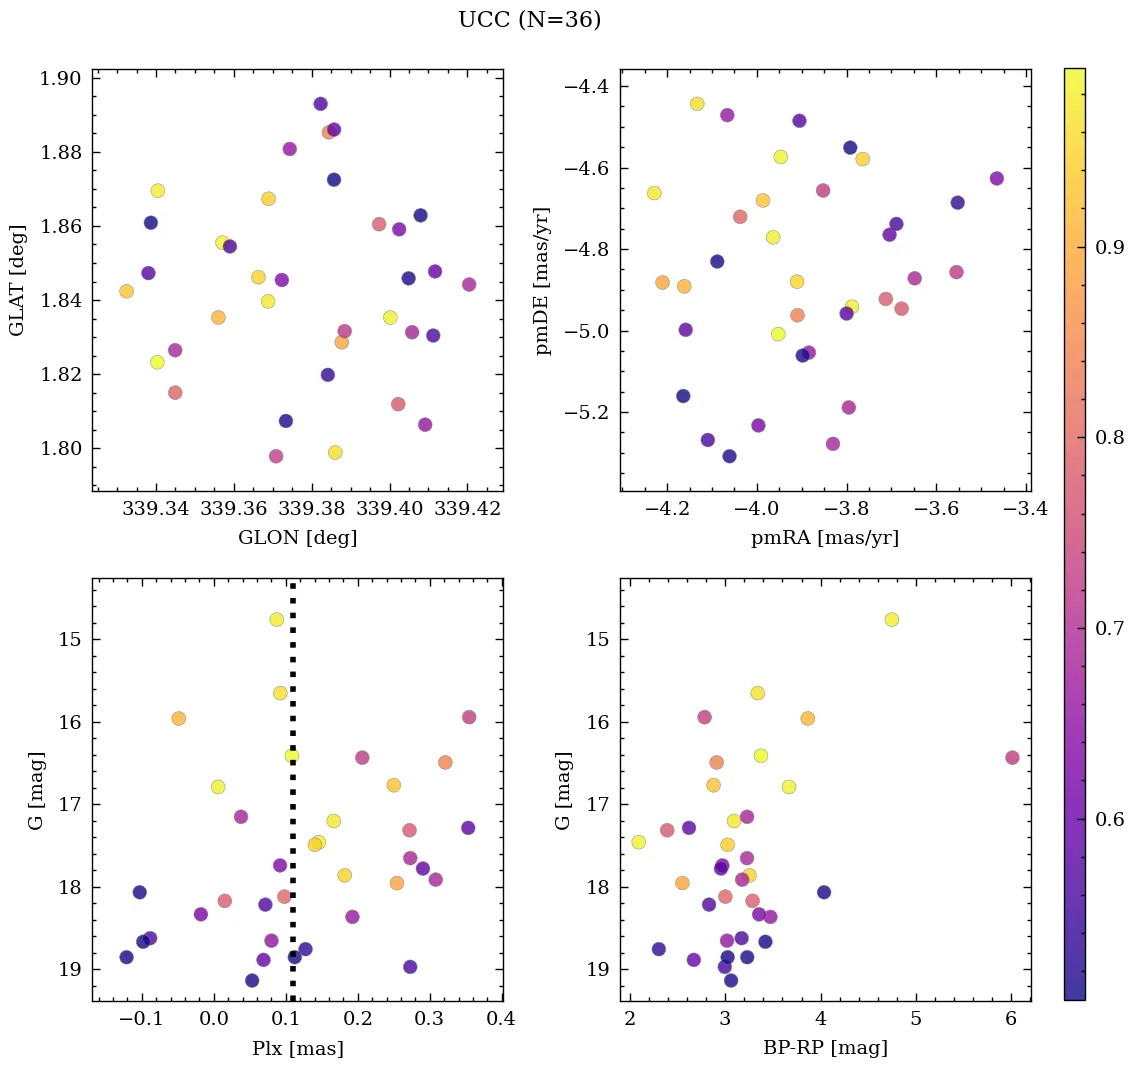 UCC (N=36)
1.90
1.88
1.86
1.84
1.82
1.80
GLAT [deg]
339.34 339.36 339.38 339.40 339.42
GLON [deg]
−4.4
−4.6
−4.8
−5.0
−5.2
pmDE [mas/yr]
−4.2 −4.0 −3.8 −3.6 −3.4
pmRA [mas/yr]
0.9
0.8
0.7
0.6
15
16
17
18
19
G [mag]
−0.1 0.0 0.1 0.2 0.3 0.4
Plx [mas]
15
16
17
18
19
G [mag]
2 3 4 5 6
BP-RP [mag]